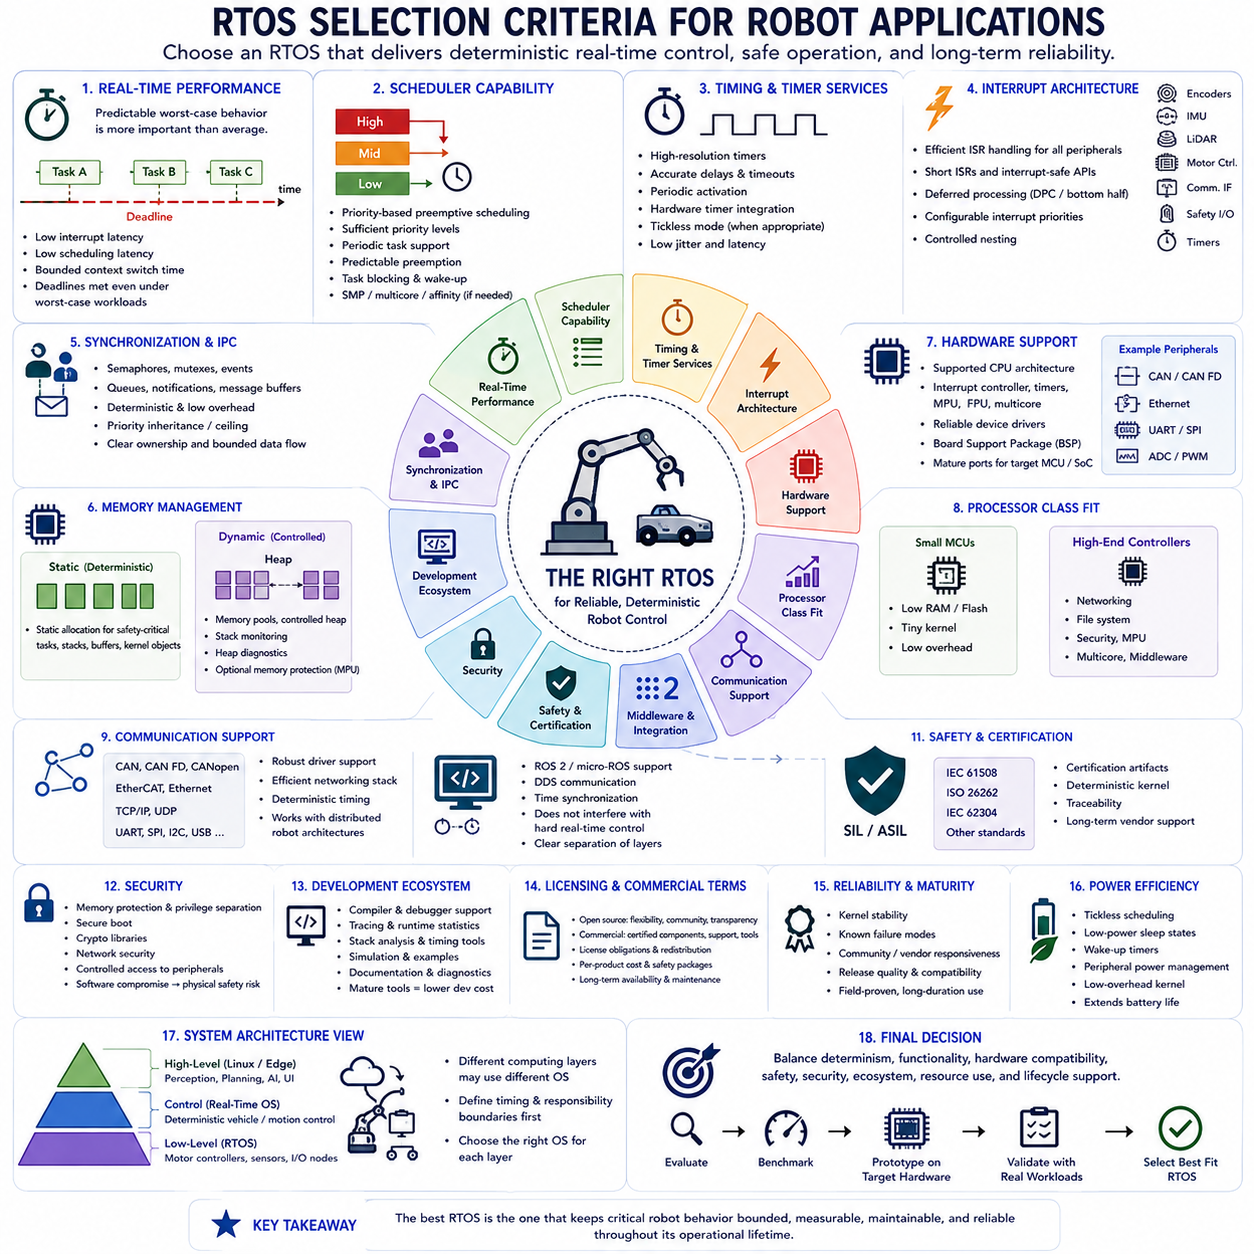 RTOS SELECTION CRITERIA FOR ROBOT APPLICATIONS
Choose an RTOS that delivers deterministic real-time control, safe operation, and long-term reliability.
1. REAL-TIME PERFORMANCE
Predictable worst-case behavior
is more important than average.
Task A
Task B
Task C
time
Deadline
• Low interrupt latency
• Low scheduling latency
• Bounded context switch time
• Deadlines met even under
worst-case workloads
2. SCHEDULER CAPABILITY
High
Mid
Low
• Priority-based preemptive scheduling
• Sufficient priority levels
• Periodic task support
• Predictable preemption
• Task blocking & wake-up
• SMP / multicore / affinity (if needed)
3. TIMING & TIMER SERVICES
• High-resolution timers
• Accurate delays & timeouts
• Periodic activation
• Hardware timer integration
• Tickless mode (when appropriate)
• Low jitter and latency
4. INTERRUPT ARCHITECTURE
• Efficient ISR handling for all peripherals
• Short ISRs and interrupt-safe APIs
• Deferred processing (DPC / bottom half)
• Configurable interrupt priorities
• Controlled nesting
Encoders
IMU
LiDAR
Motor Ctrl.
Comm. IF
Safety I/O
Timers
5. SYNCHRONIZATION & IPC
• Semaphores, mutexes, events
• Queues, notifications, message buffers
• Deterministic & low overhead
• Priority inheritance / ceiling
• Clear ownership and bounded data flow
Scheduler
Capability
Timing &
Timer Services
Real-Time
Performance
Interrupt
Architecture
Synchronization
& IPC
Hardware
Support
Development
Ecosystem
Processor
Class Fit
Security
Communication
Support
Safety &
Certification
2
Middleware &
Integration
THE RIGHT RTOS
for Reliable, Deterministic
Robot Control
7. HARDWARE SUPPORT
• Supported CPU architecture
• Interrupt controller, timers,
MPU, FPU, multicore
• Reliable device drivers
• Board Support Package (BSP)
• Mature ports for target MCU / SoC
Example Peripherals
CAN / CAN FD
Ethernet
UART / SPI
ADC / PWM
6. MEMORY MANAGEMENT
Static (Deterministic)
• Static allocation for safety-critical
tasks, stacks, buffers, kernel objects
Dynamic (Controlled)
Heap
• Memory pools, controlled heap
• Stack monitoring
• Heap diagnostics
• Optional memory protection (MPU)
8. PROCESSOR CLASS FIT
Small MCUs
• Low RAM / Flash
• Tiny kernel
• Low overhead
High-End Controllers
• Networking
• File system
• Security, MPU
• Multicore, Middleware
9. COMMUNICATION SUPPORT
CAN, CAN FD, CANopen
EtherCAT, Ethernet
TCP/IP, UDP
UART, SPI, I2C, USB ...
• Robust driver support
• Efficient networking stack
• Deterministic timing
• Works with distributed
robot architectures
</>
• ROS 2 / micro-ROS support
• DDS communication
• Time synchronization
• Does not interfere with
hard real-time control
• Clear separation of layers
11. SAFETY & CERTIFICATION
SIL / ASIL
IEC 61508
ISO 26262
IEC 62304
Other standards
• Certification artifacts
• Deterministic kernel
• Traceability
• Long-term vendor support
12. SECURITY
• Memory protection & privilege separation
• Secure boot
• Crypto libraries
• Network security
• Controlled access to peripherals
• Software compromise → physical safety risk
13. DEVELOPMENT ECOSYSTEM
</>
• Compiler & debugger support
• Tracing & runtime statistics
• Stack analysis & timing tools
• Simulation & examples
• Documentation & diagnostics
• Mature tools = lower dev cost
14. LICENSING & COMMERCIAL TERMS
• Open source: flexibility, community, transparency
• Commercial: certified components, support, tools
• License obligations & redistribution
• Per-product cost & safety packages
• Long-term availability & maintenance
15. RELIABILITY & MATURITY
• Kernel stability
• Known failure modes
• Community / vendor responsiveness
• Release quality & compatibility
• Field-proven, long-duration use
16. POWER EFFICIENCY
• Tickless scheduling
• Low-power sleep states
• Wake-up timers
• Peripheral power management
• Low-overhead kernel
• Extends battery life
17. SYSTEM ARCHITECTURE VIEW
High-Level (Linux / Edge)
Perception, Planning, AI, UI
Control (Real-Time OS)
Deterministic vehicle / motion control
Low-Level (RTOS)
Motor controllers, sensors, I/O nodes
• Different computing layers
may use different OS
• Define timing & responsibility
boundaries first
• Choose the right OS for
each layer
18. FINAL DECISION
Balance determinism, functionality, hardware compatibility,
safety, security, ecosystem, resource use, and lifecycle support.
Evaluate
Benchmark
Prototype on
Target Hardware
Validate with
Real Workloads
Select Best Fit
RTOS
KEY TAKEAWAY
The best RTOS is the one that keeps critical robot behavior bounded, measurable, maintainable, and reliable
throughout its operational lifetime.